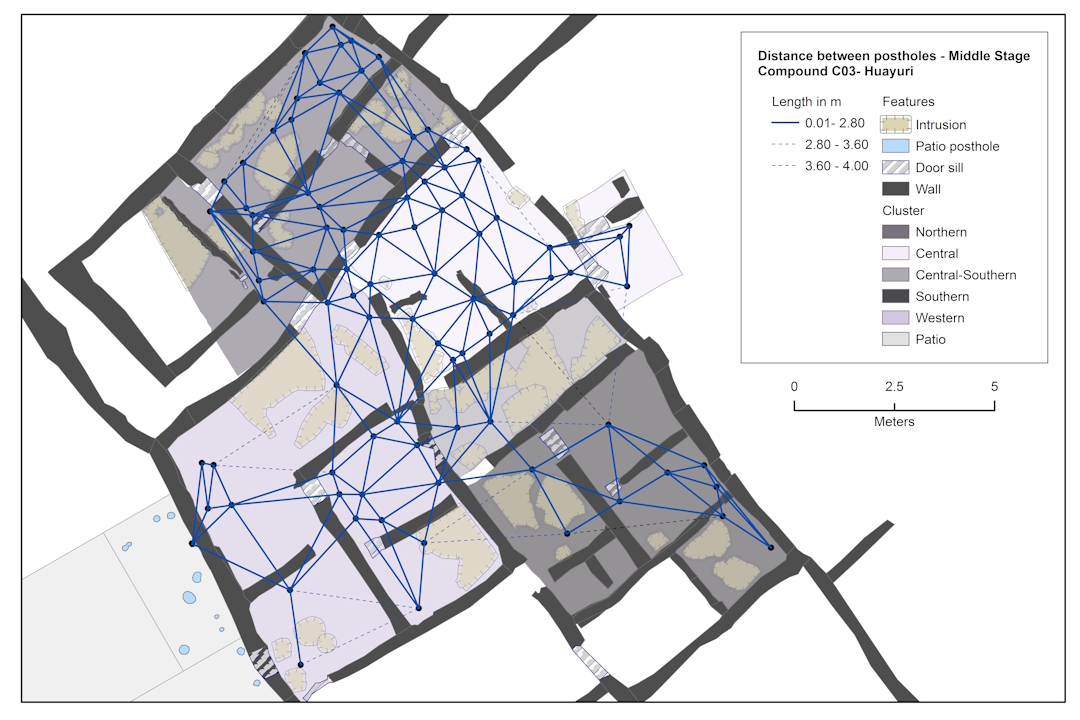 Distance between postholes - Middle Stage
Compound C03- Huayuri
Length in m
0.01- 2.80
2.80 - 3.60
3.60 - 4.00
Features
Intrusion
Patio posthole
Door sill
Wall
Cluster
Northern
Central
Central-Southern
Southern
Western
Patio
0 2.5 5
Meters